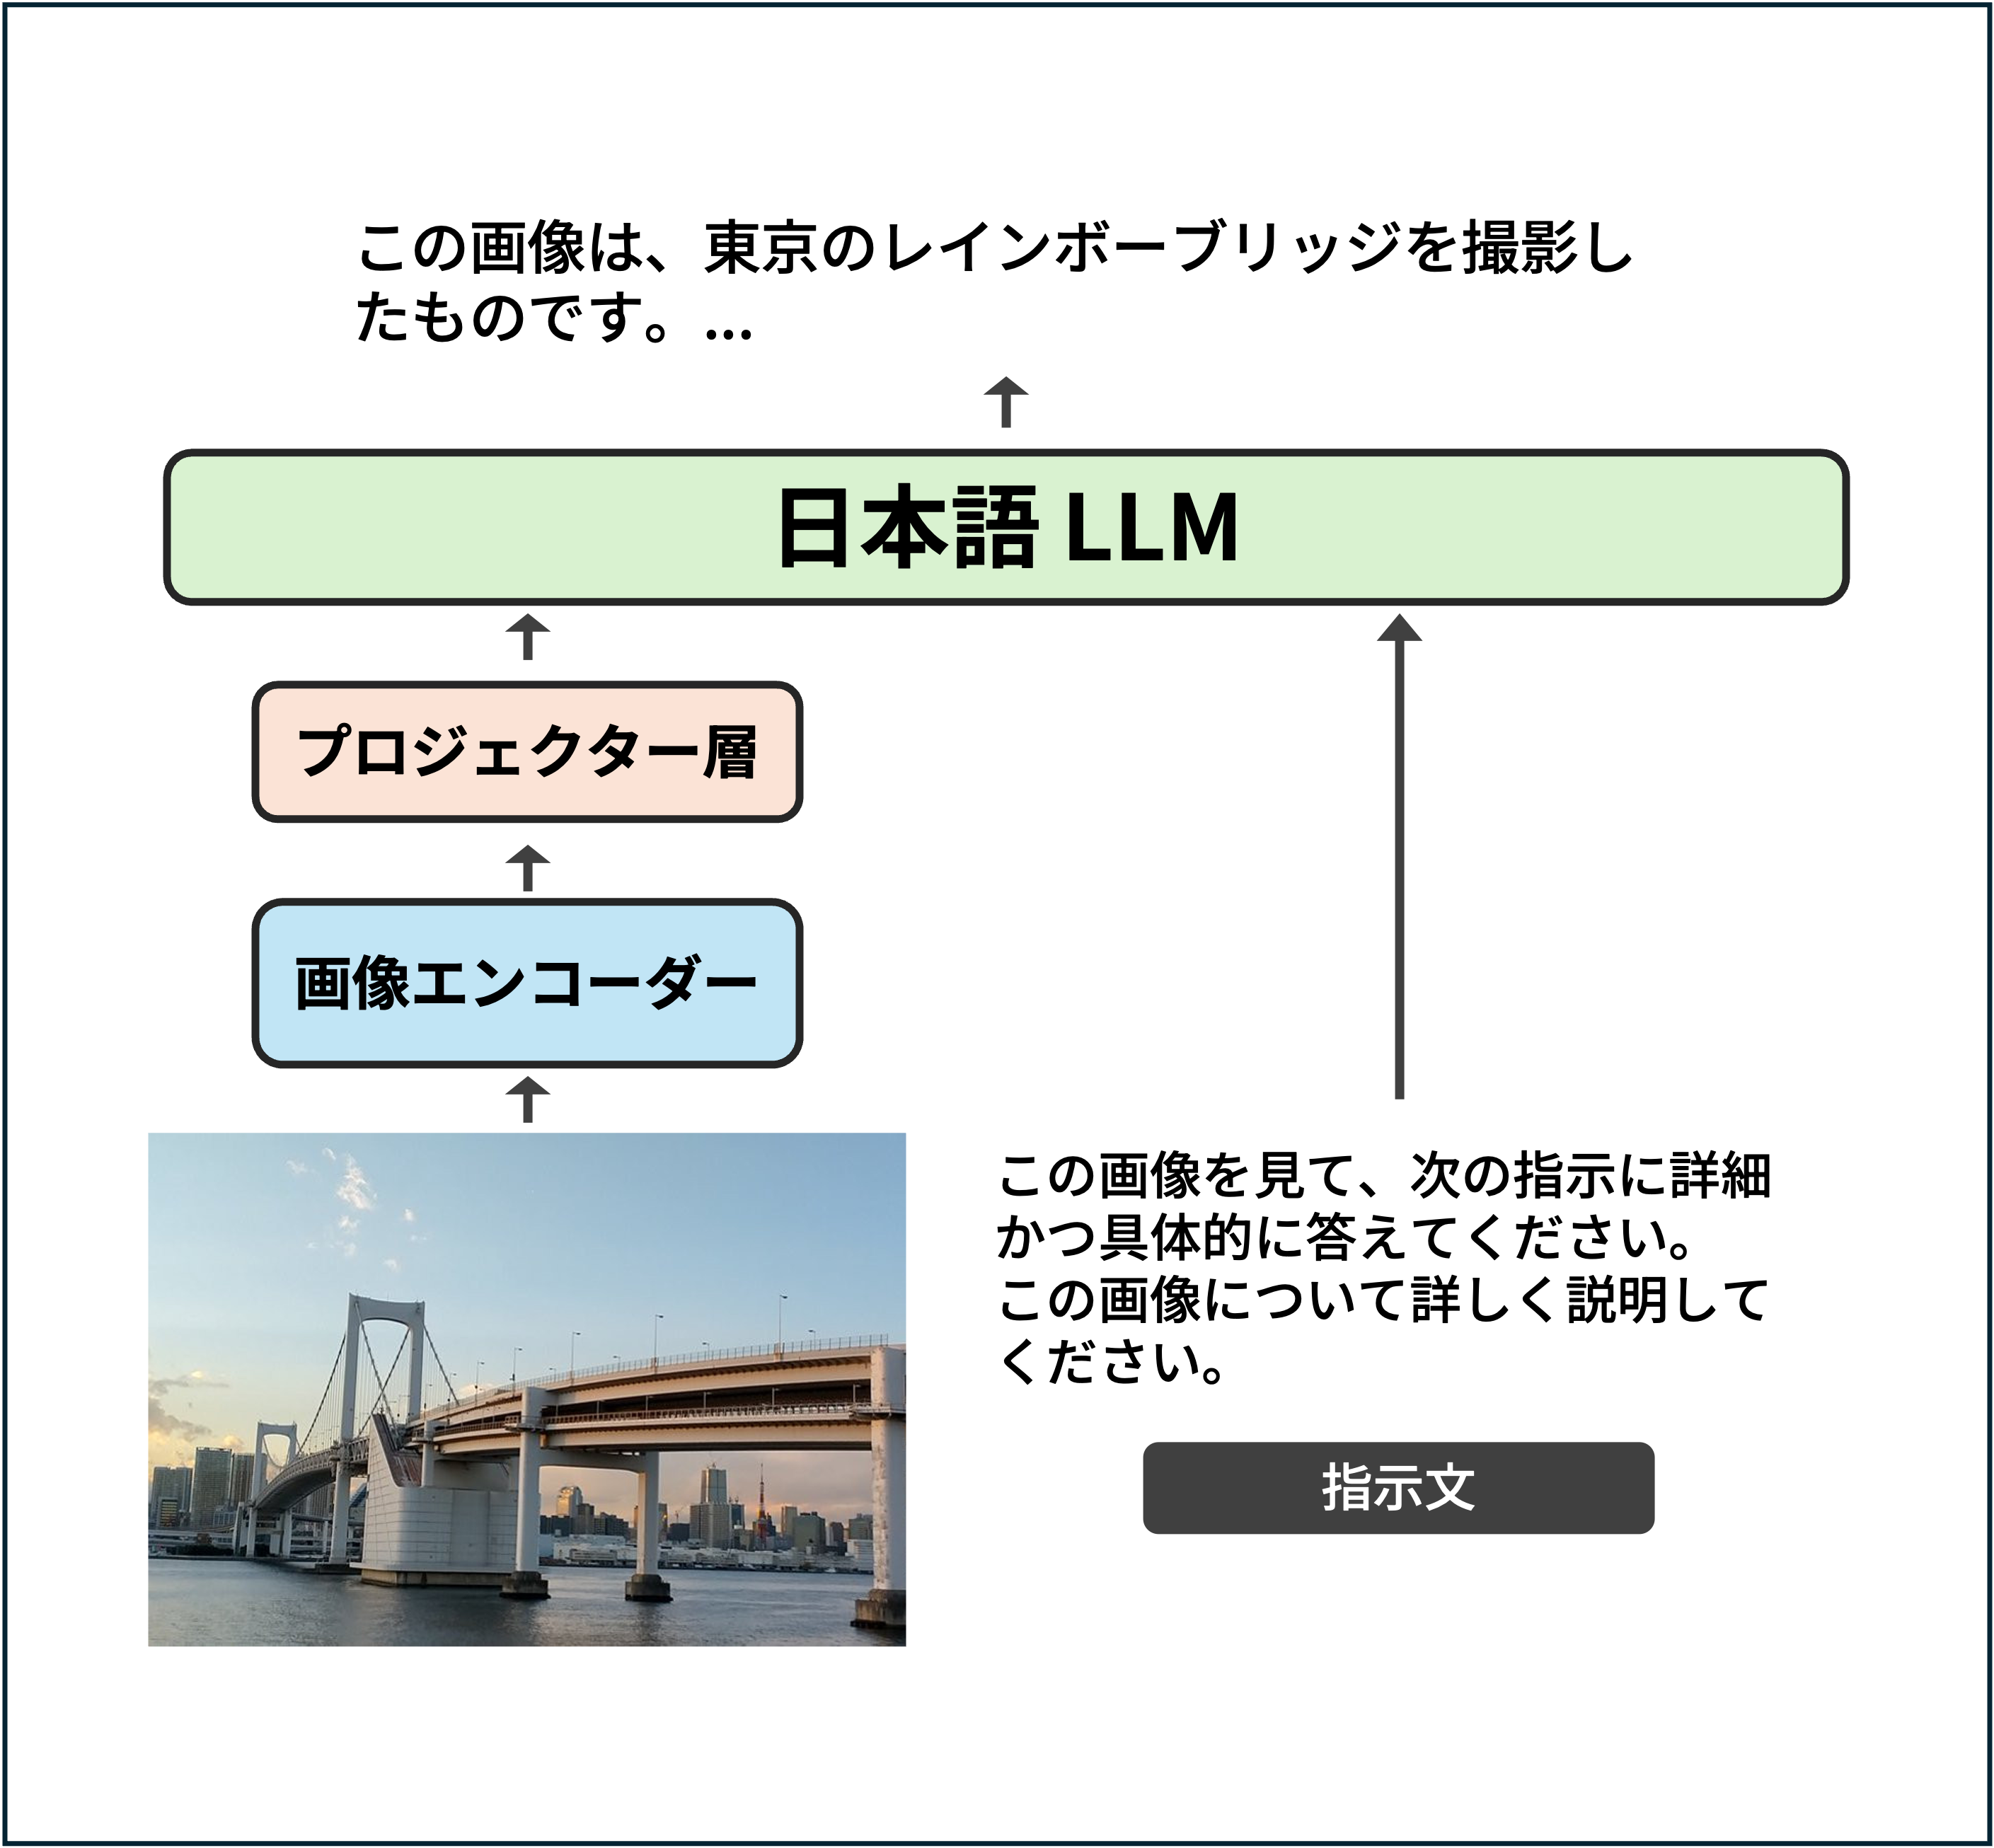 この画像は、東京のレインボーブリッジを撮影し
たものです。...
日本語 LLM
プロジェクター層
画像エンコーダー
この画像を見て、次の指示に詳細
かつ具体的に答えてください。
この画像について詳しく説明して
ください。
指示文